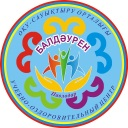 ОҚУ-САУЫҚТЫРУ ОРТАЛЫҒЫ
БАЛДӘУРЕН
УЧЕБНО-ОЗДОРОВИТЕЛЬНЫЙ ЦЕНТР